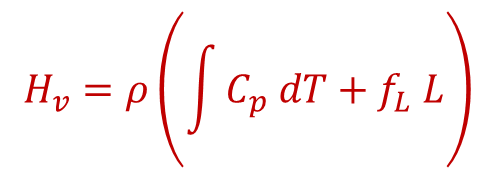 H_v = ρ(∫ C_p dT + f_L L)